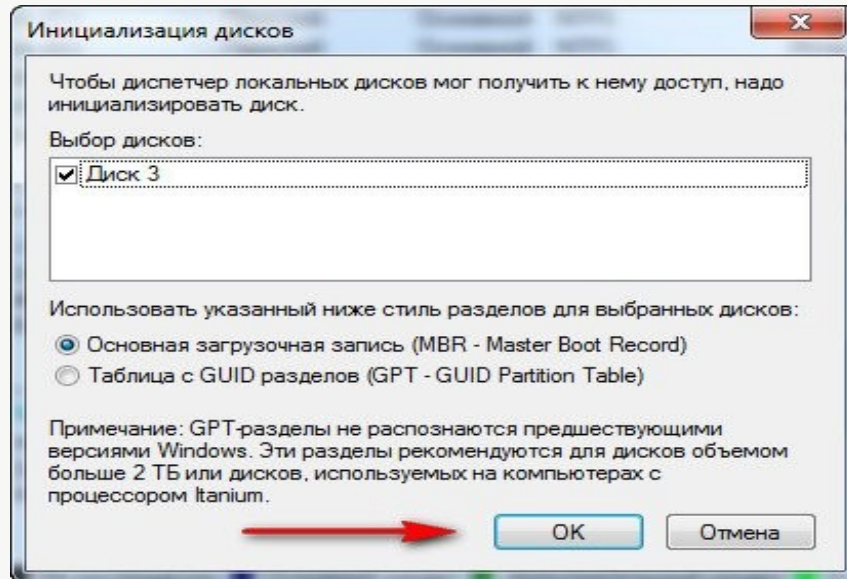 Инициализация дисков
Чтобы диспетчер локальных дисков мог получить к нему доступ, надо
инициализировать диск.
Выбор дисков:
Диск 3
Использовать указанный ниже стиль разделов для выбранных дисков:
Основная загрузочная запись (MBR - Master Boot Record)
Таблица с GUID разделов (GPT - GUID Partition Table)
Примечание: GPT-разделы не распознаются предшествующими
версиями Windows. Эти разделы рекомендуются для дисков объемом
больше 2 ТБ или дисков, используемых на компьютерах с
процессором Itanium.
OK
Отмена